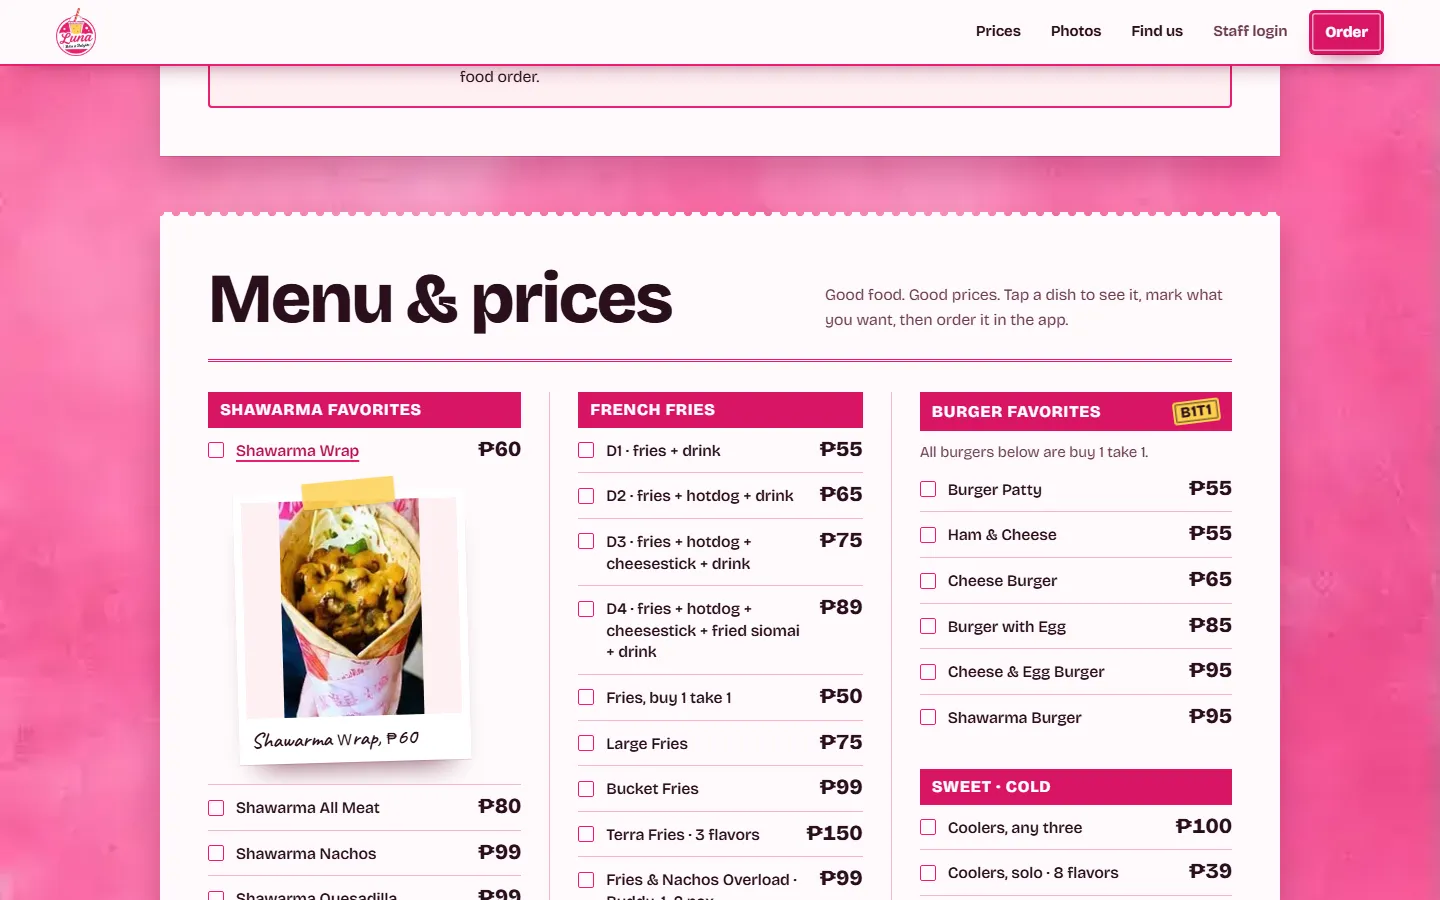 Luna
Prices
Photos
Find us
Staff login
Order
food order.
Menu & prices
Good food. Good prices. Tap a dish to see it, mark what
you want, then order it in the app.
SHAWARMA FAVORITES
Shawarma Wrap ₱60
Shawarma Wrap, ₱60
Shawarma All Meat ₱80
Shawarma Nachos ₱99
Shawarma Quesadilla ₱99
FRENCH FRIES
D1 · fries + drink ₱55
D2 · fries + hotdog + drink ₱65
D3 · fries + hotdog + ₱75
cheesestick + drink
D4 · fries + hotdog + ₱89
cheesestick + fried siomai
+ drink
Fries, buy 1 take 1 ₱50
Large Fries ₱75
Bucket Fries ₱99
Terra Fries · 3 flavors ₱150
Fries & Nachos Overload · ₱99
BURGER FAVORITES B1T1
All burgers below are buy 1 take 1.
Burger Patty ₱55
Ham & Cheese ₱55
Cheese Burger ₱65
Burger with Egg ₱85
Cheese & Egg Burger ₱95
Shawarma Burger ₱95
SWEET · COLD
Coolers, any three ₱100
Coolers, solo · 8 flavors ₱39